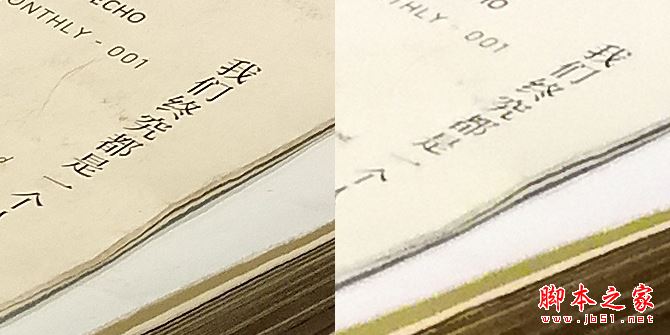 ECHO
ONTHLY - 001
我们终究都是一个
d
ONTHLY - 001
我们终究都是一
个
脚本之家
www.jb51.net